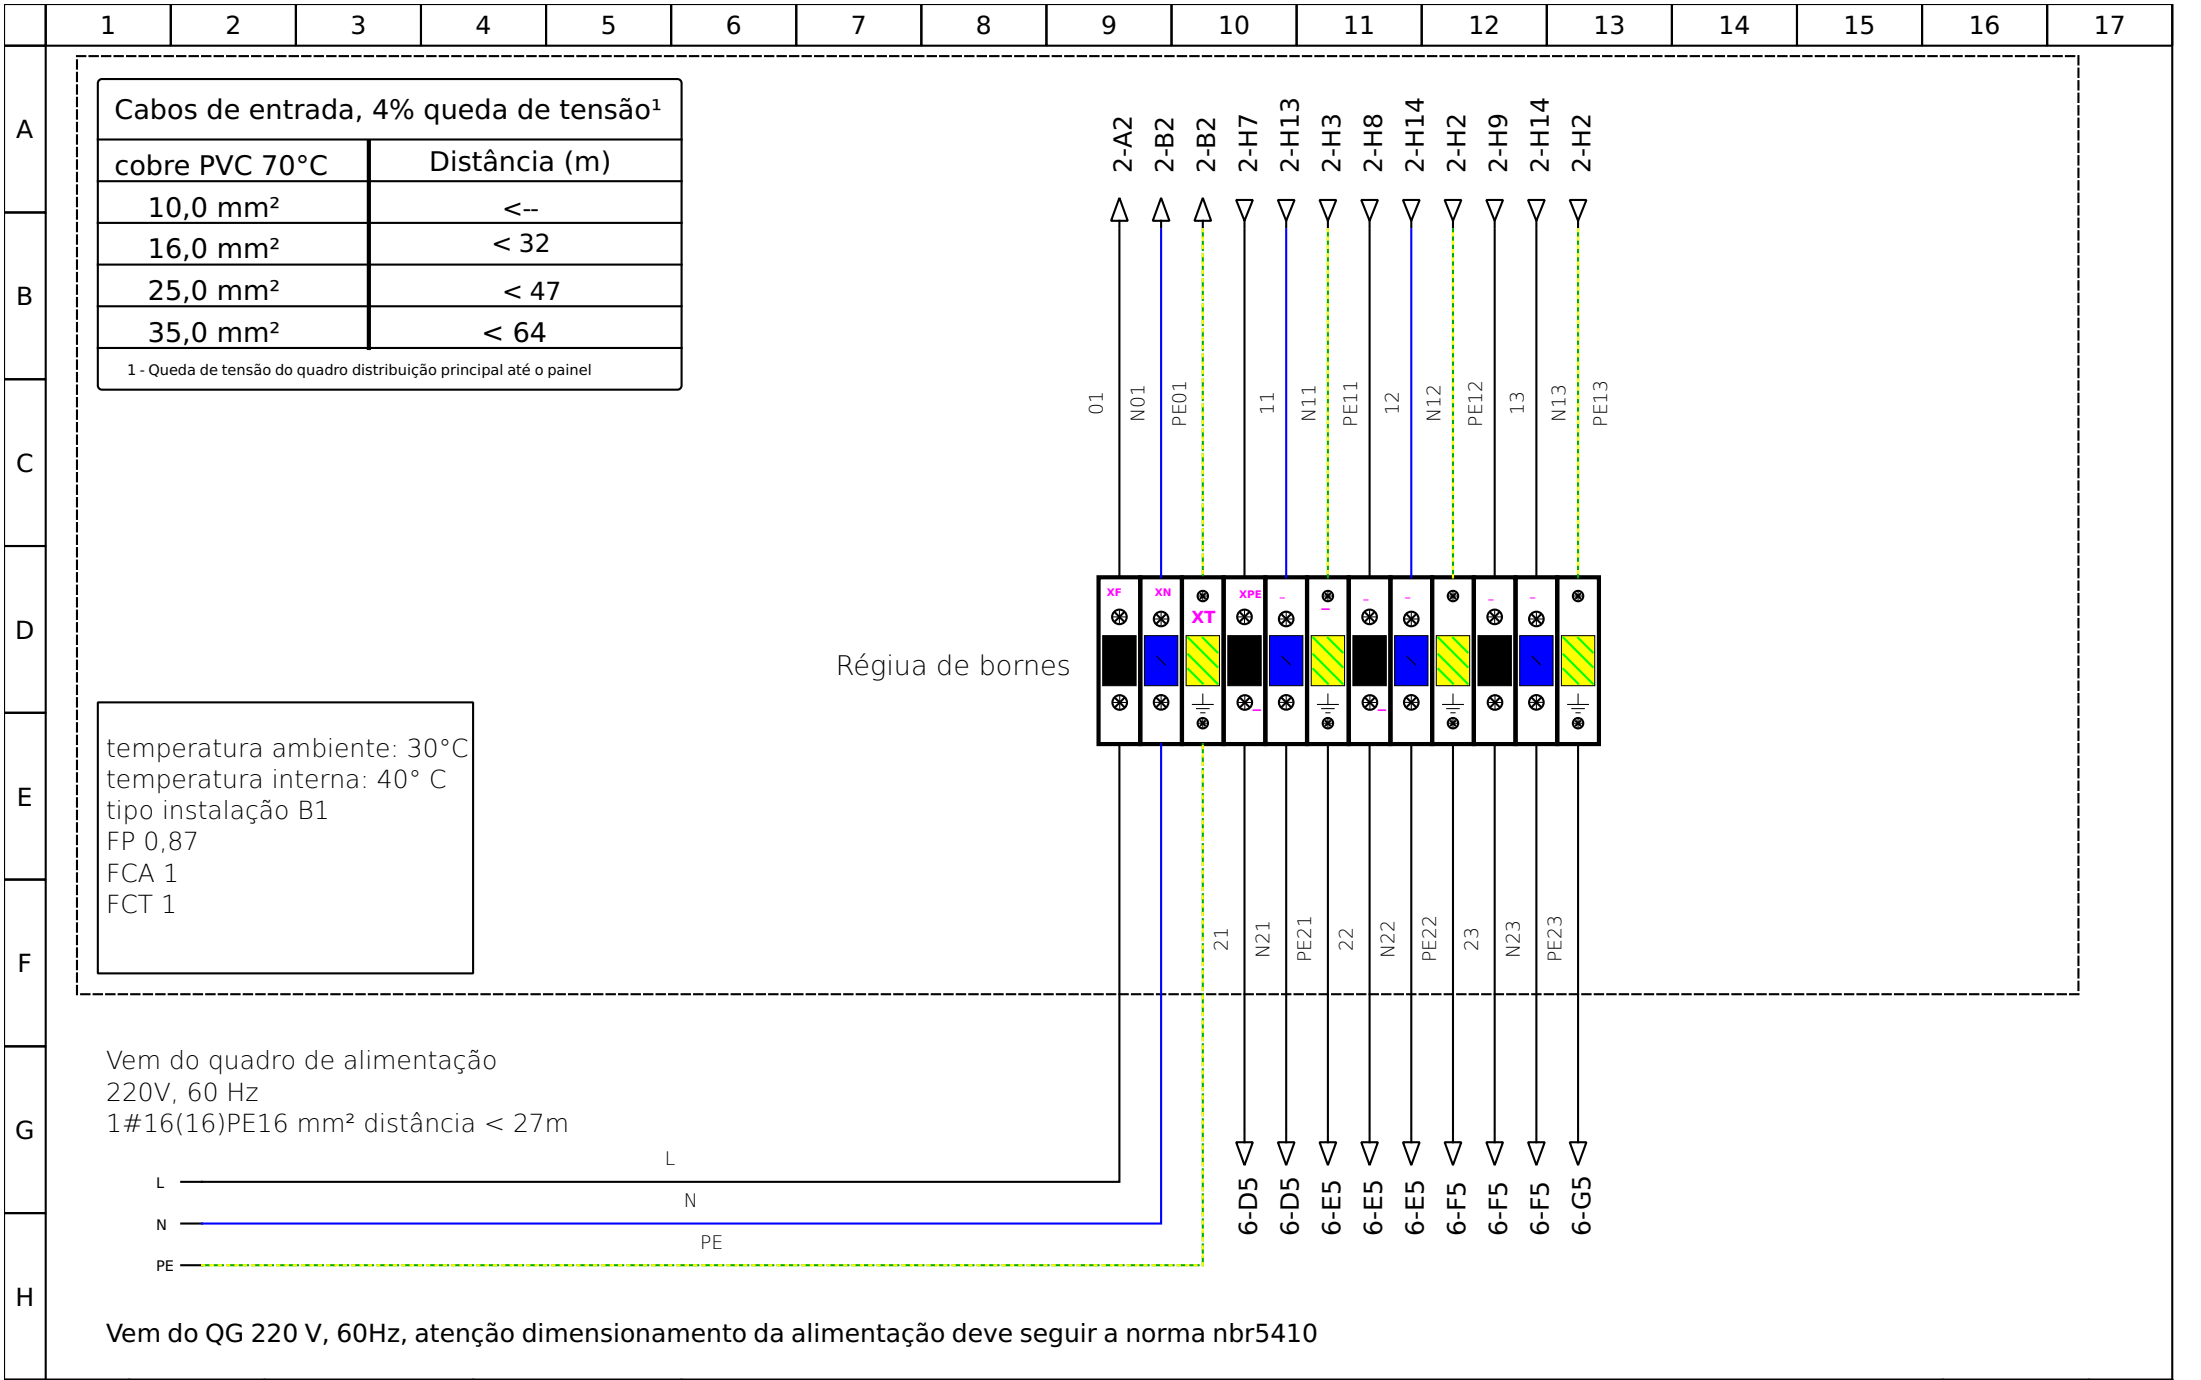 1 2 3 4 5 6 7 8 9 10 11 12 13 14 15 16 17
A
B
C
D
E
F
G
H
Cabos de entrada, 4% queda de tensão¹
cobre PVC 70°C Distância (m)
10,0 mm² <--
16,0 mm² < 32
25,0 mm² < 47
35,0 mm² < 64
1 - Queda de tensão do quadro distribuição principal até o painel
2-A2 2-B2 2-B2 2-H7 2-H13 2-H3 2-H8 2-H14 2-H2 2-H9 2-H14 2-H2
01 N01 PE01 11 N11 PE11 12 N12 PE12 13 N13 PE13
XF XN XT XPE
Régiua de bornes
temperatura ambiente: 30°C
temperatura interna: 40° C
tipo instalação B1
FP 0,87
FCA 1
FCT 1
21 N21 PE21 22 N22 PE22 23 N23 PE23
Vem do quadro de alimentação
220V, 60 Hz
1#16(16)PE16 mm² distância < 27m
L L
N N
PE PE
6-D5 6-D5 6-E5 6-E5 6-E5 6-F5 6-F5 6-F5 6-G5
Vem do QG 220 V, 60Hz, atenção dimensionamento da alimentação deve seguir a norma nbr5410